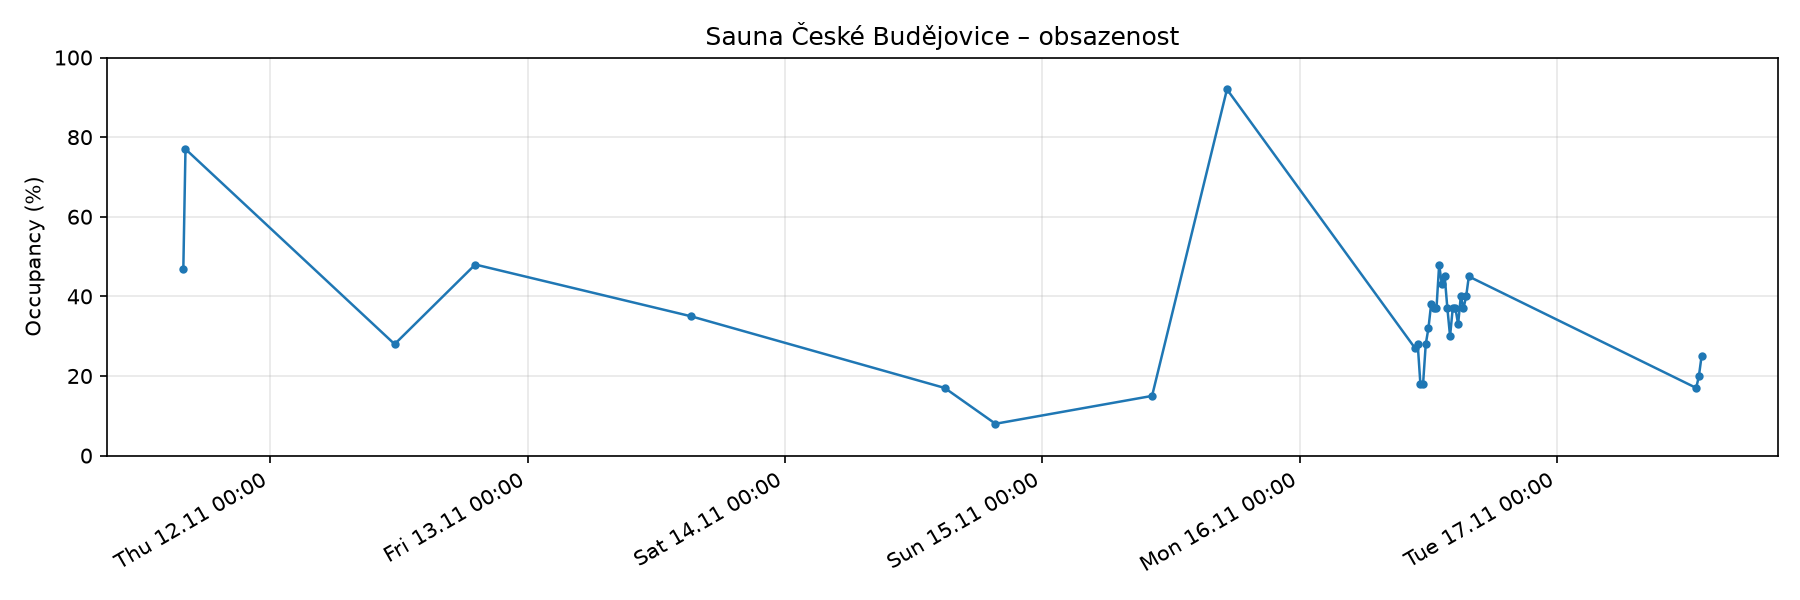 Sauna České Budějovice – obsazenost
Occupancy (%)
100
80
60
40
20
0
Thu 12.11 00:00
Fri 13.11 00:00
Sat 14.11 00:00
Sun 15.11 00:00
Mon 16.11 00:00
Tue 17.11 00:00